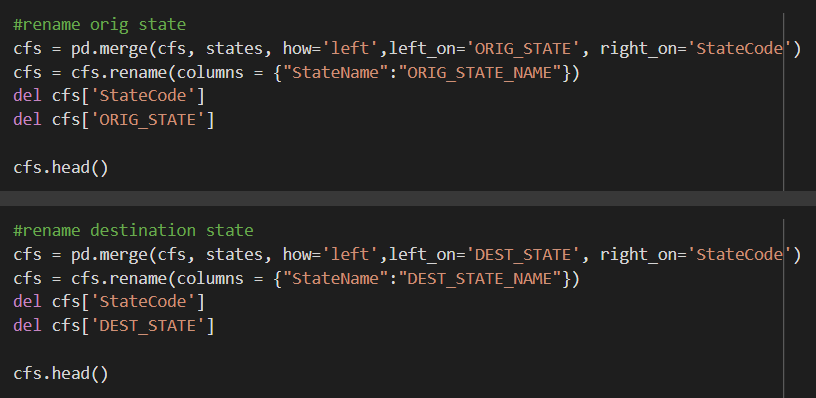 #rename orig state
cfs = pd.merge(cfs, states, how='left',left_on='ORIG_STATE', right_on='StateCode')
cfs = cfs.rename(columns = {"StateName":"ORIG_STATE_NAME"})
del cfs['StateCode']
del cfs['ORIG_STATE']
cfs.head()
#rename destination state
cfs = pd.merge(cfs, states, how='left',left_on='DEST_STATE', right_on='StateCode')
cfs = cfs.rename(columns = {"StateName":"DEST_STATE_NAME"})
del cfs['StateCode']
del cfs['DEST_STATE']
cfs.head()